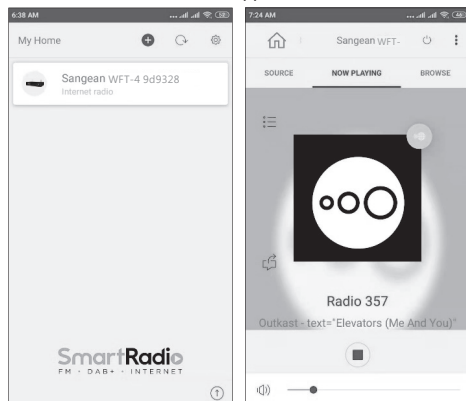 6:38 AM
My Home
Sangean WFT-4 9d9328
Internet radio
SmartRadio
FM · DAB+ · INTERNET
7:24 AM
Sangean WFT-
SOURCE NOW PLAYING BROWSE
Radio 357
Outkast - text="Elevators (Me And You)"